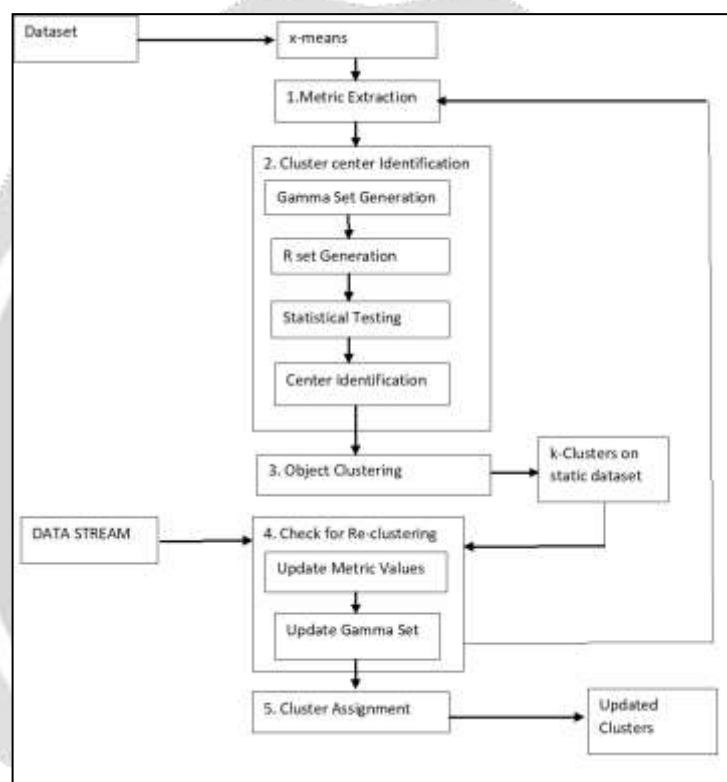 Dataset
x-means
1.Metric Extraction
2. Cluster center Identification
Gamma Set Generation
R set Generation
Statistical Testing
Center Identification
3. Object Clustering
k-Clusters on
static dataset
DATA STREAM
4. Check for Re-clustering
Update Metric Values
Update Gamma Set
5. Cluster Assignment
Updated
Clusters